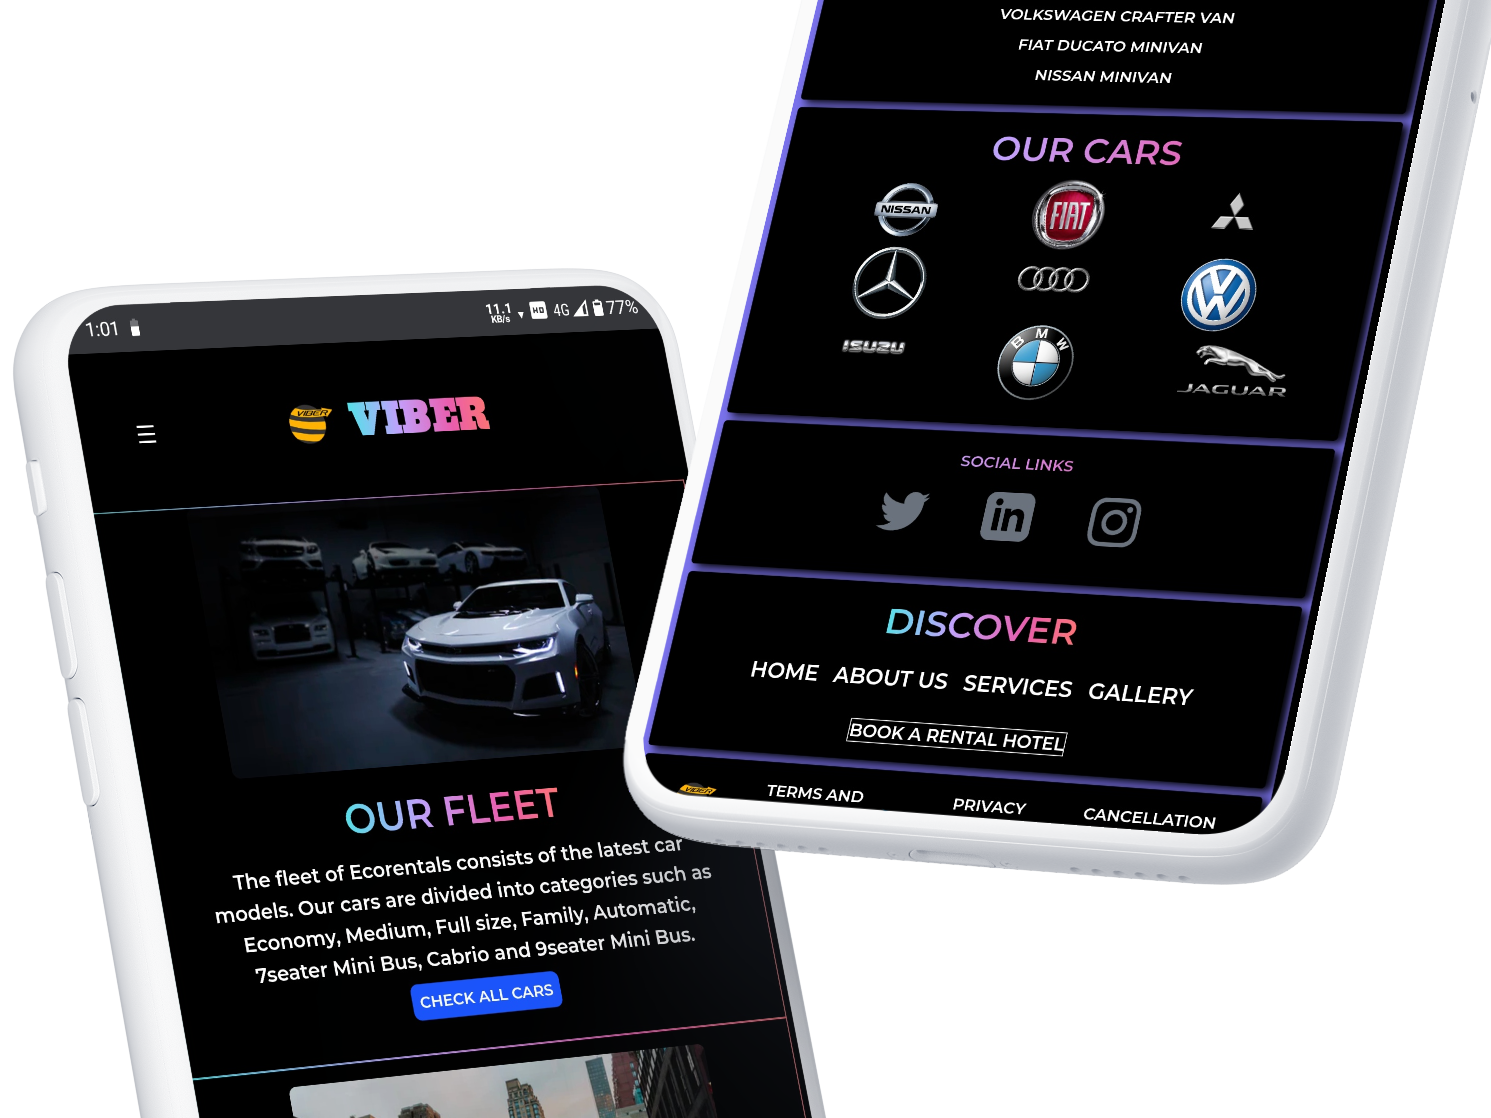 1:01
11.1
KB/s
HD
4G
77%
VIBER
VIBER
OUR FLEET
The fleet of Ecorentals consists of the latest car
models. Our cars are divided into categories such as
Economy, Medium, Full size, Family, Automatic,
7seater Mini Bus, Cabrio and 9seater Mini Bus.
CHECK ALL CARS
VOLKSWAGEN CRAFTER VAN
FIAT DUCATO MINIVAN
NISSAN MINIVAN
OUR CARS
NISSAN
FIAT
ISUZU
BMW
JAGUAR
SOCIAL LINKS
in
DISCOVER
HOME ABOUT US SERVICES GALLERY
BOOK A RENTAL HOTEL
VIBER
TERMS AND
PRIVACY
CANCELLATION